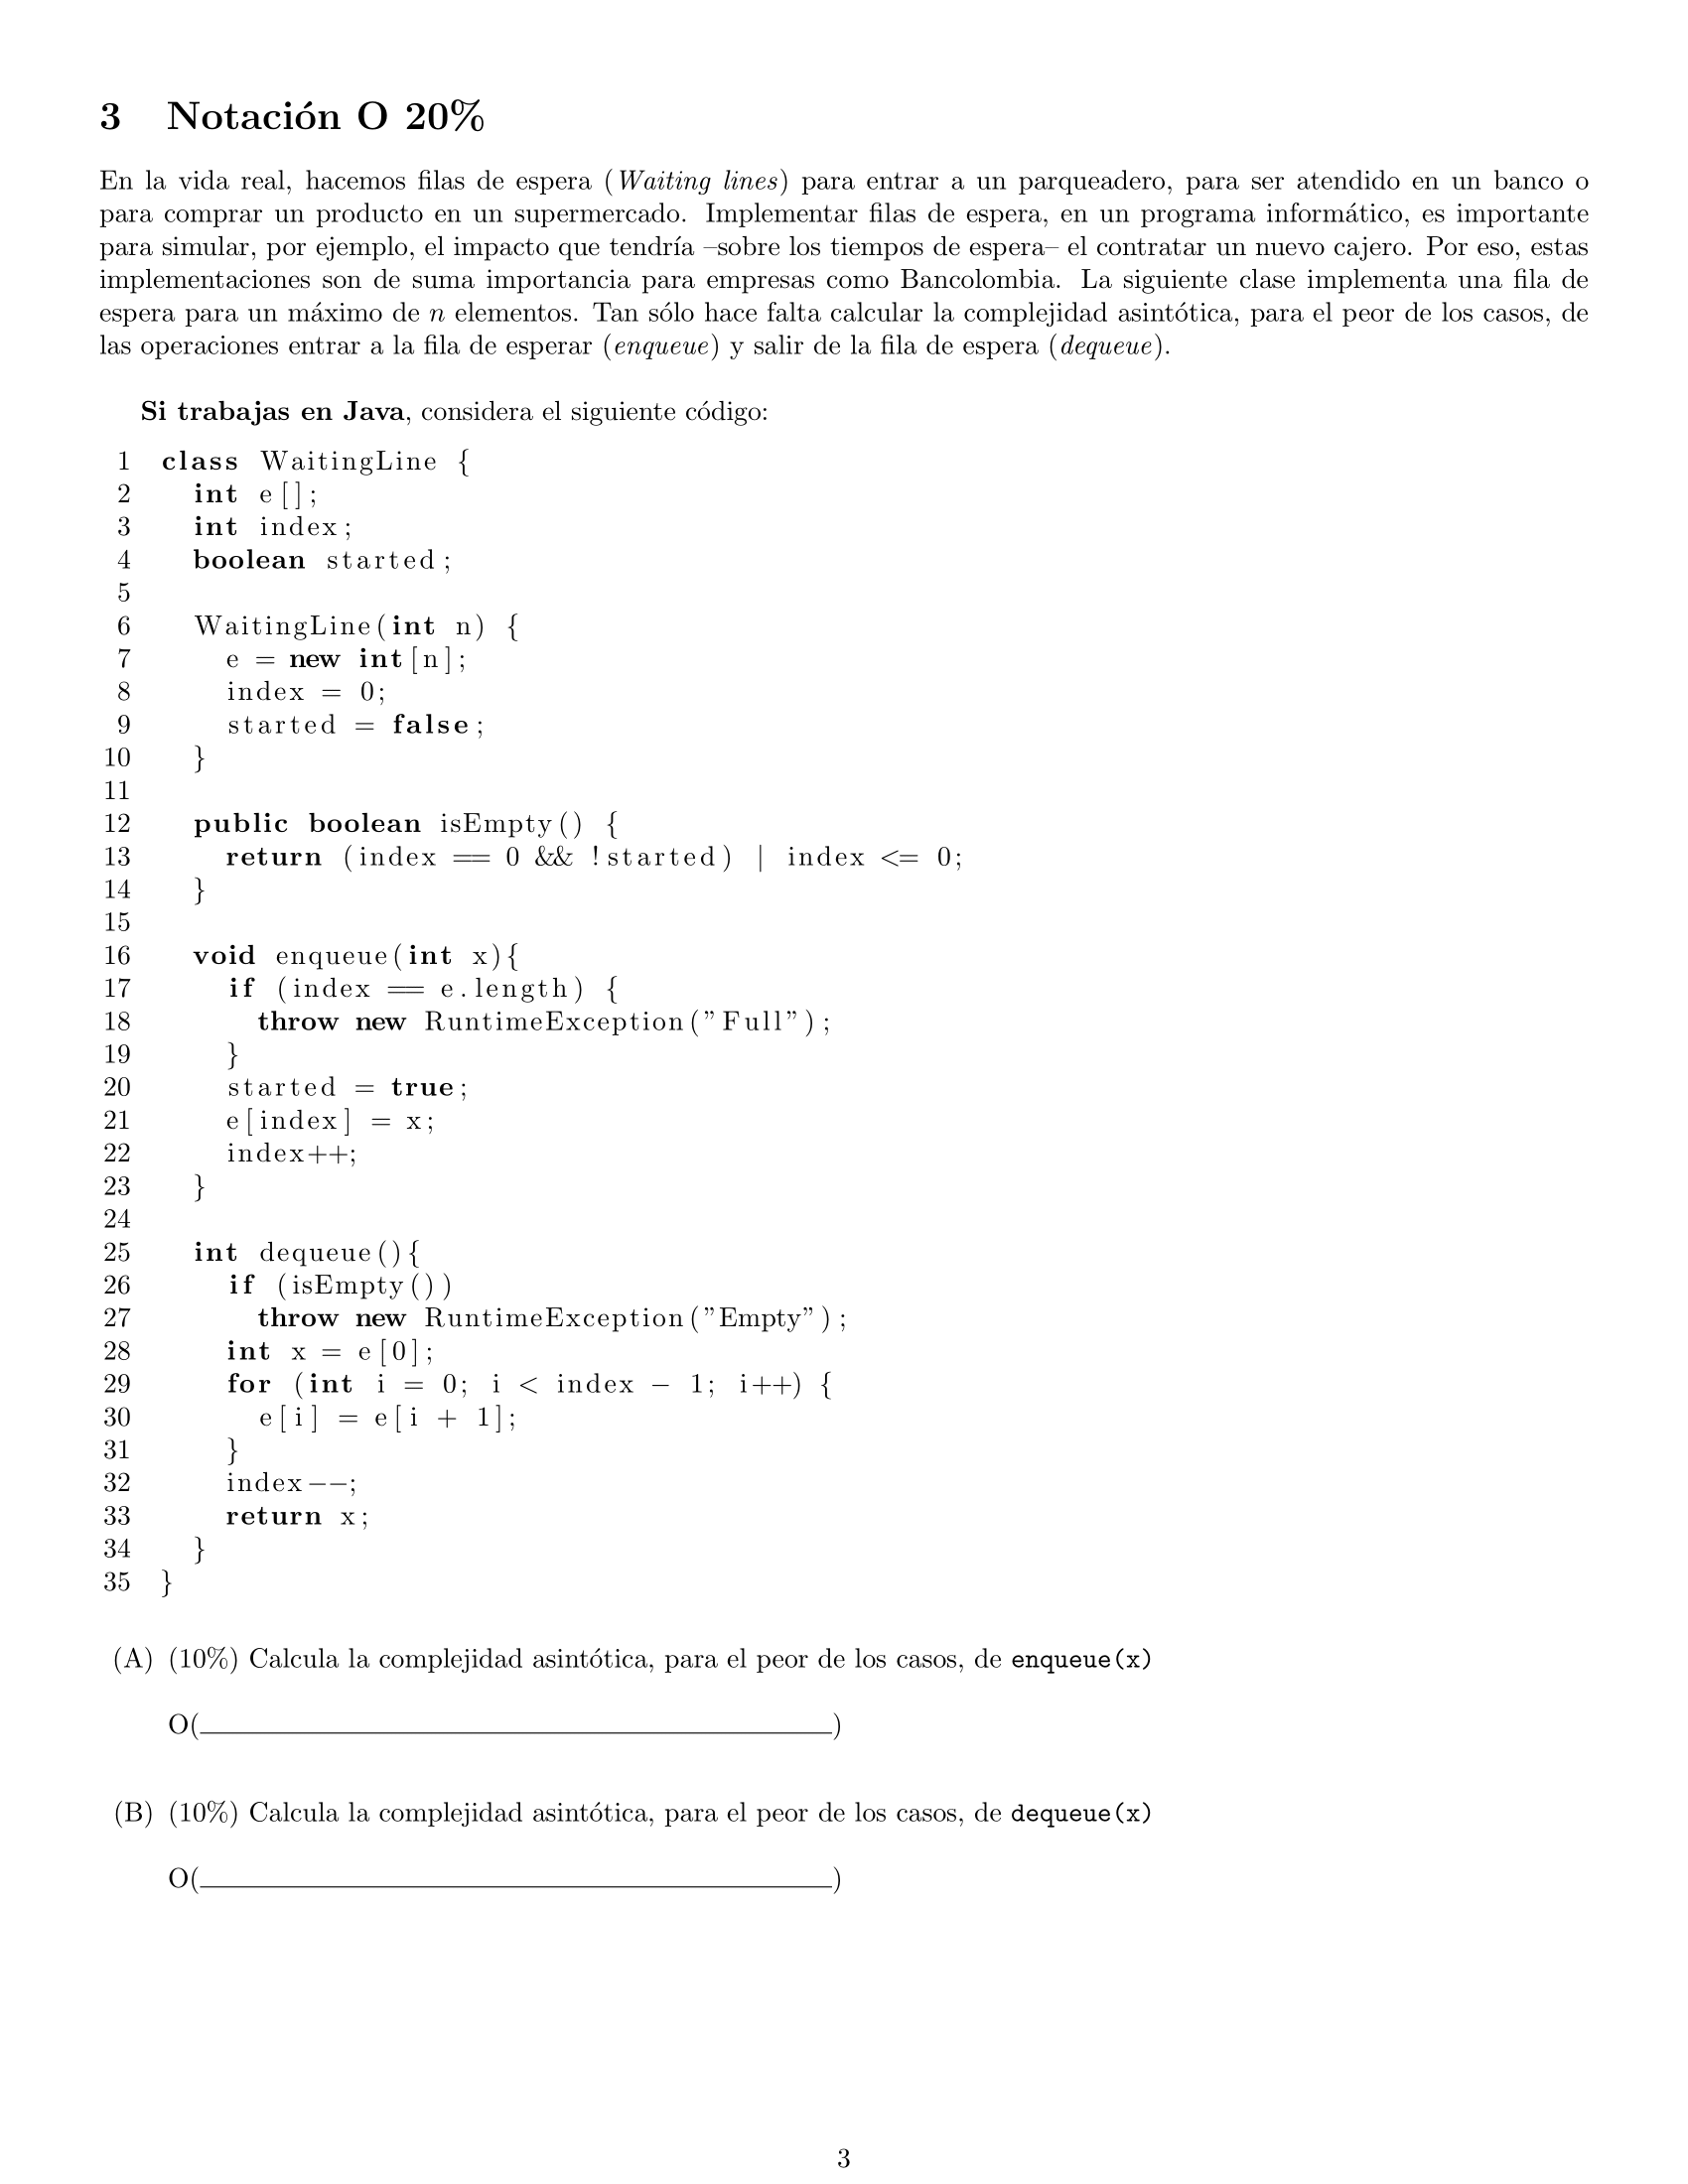 3 Notación O 20%
En la vida real, hacemos filas de espera (Waiting lines) para entrar a un parqueadero, para ser atendido en un banco o
para comprar un producto en un supermercado. Implementar filas de espera, en un programa informático, es importante
para simular, por ejemplo, el impacto que tendría –sobre los tiempos de espera– el contratar un nuevo cajero. Por eso, estas
implementaciones son de suma importancia para empresas como Bancolombia. La siguiente clase implementa una fila de
espera para un máximo de n elementos. Tan sólo hace falta calcular la complejidad asintótica, para el peor de los casos, de
las operaciones entrar a la fila de esperar (enqueue) y salir de la fila de espera (dequeue).
Si trabajas en Java, considera el siguiente código:
1 class WaitingLine {
2 int e[];
3 int index;
4 boolean started;
5
6 WaitingLine(int n) {
7 e = new int[n];
8 index = 0;
9 started = false;
10 }
11
12 public boolean isEmpty() {
13 return (index == 0 && !started) | index <= 0;
14 }
15
16 void enqueue(int x){
17 if (index == e.length) {
18 throw new RuntimeException("Full");
19 }
20 started = true;
21 e[index] = x;
22 index++;
23 }
24
25 int dequeue(){
26 if (isEmpty())
27 throw new RuntimeException("Empty");
28 int x = e[0];
29 for (int i = 0; i < index - 1; i++) {
30 e[i] = e[i + 1];
31 }
32 index--;
33 return x;
34 }
35 }
(A) (10%) Calcula la complejidad asintótica, para el peor de los casos, de enqueue(x)
O(____________________)
(B) (10%) Calcula la complejidad asintótica, para el peor de los casos, de dequeue(x)
O(____________________)
3